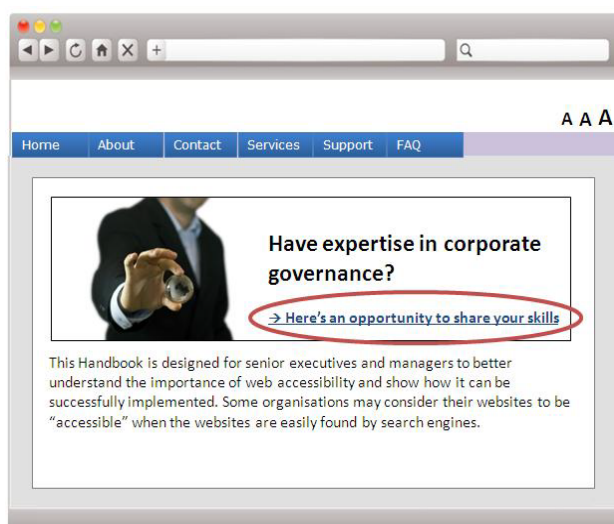 A A A
Home About Contact Services Support FAQ
Have expertise in corporate
governance?
→ Here's an opportunity to share your skills
This Handbook is designed for senior executives and managers to better
understand the importance of web accessibility and show how it can be
successfully implemented. Some organisations may consider their websites to be
“accessible” when the websites are easily found by search engines.